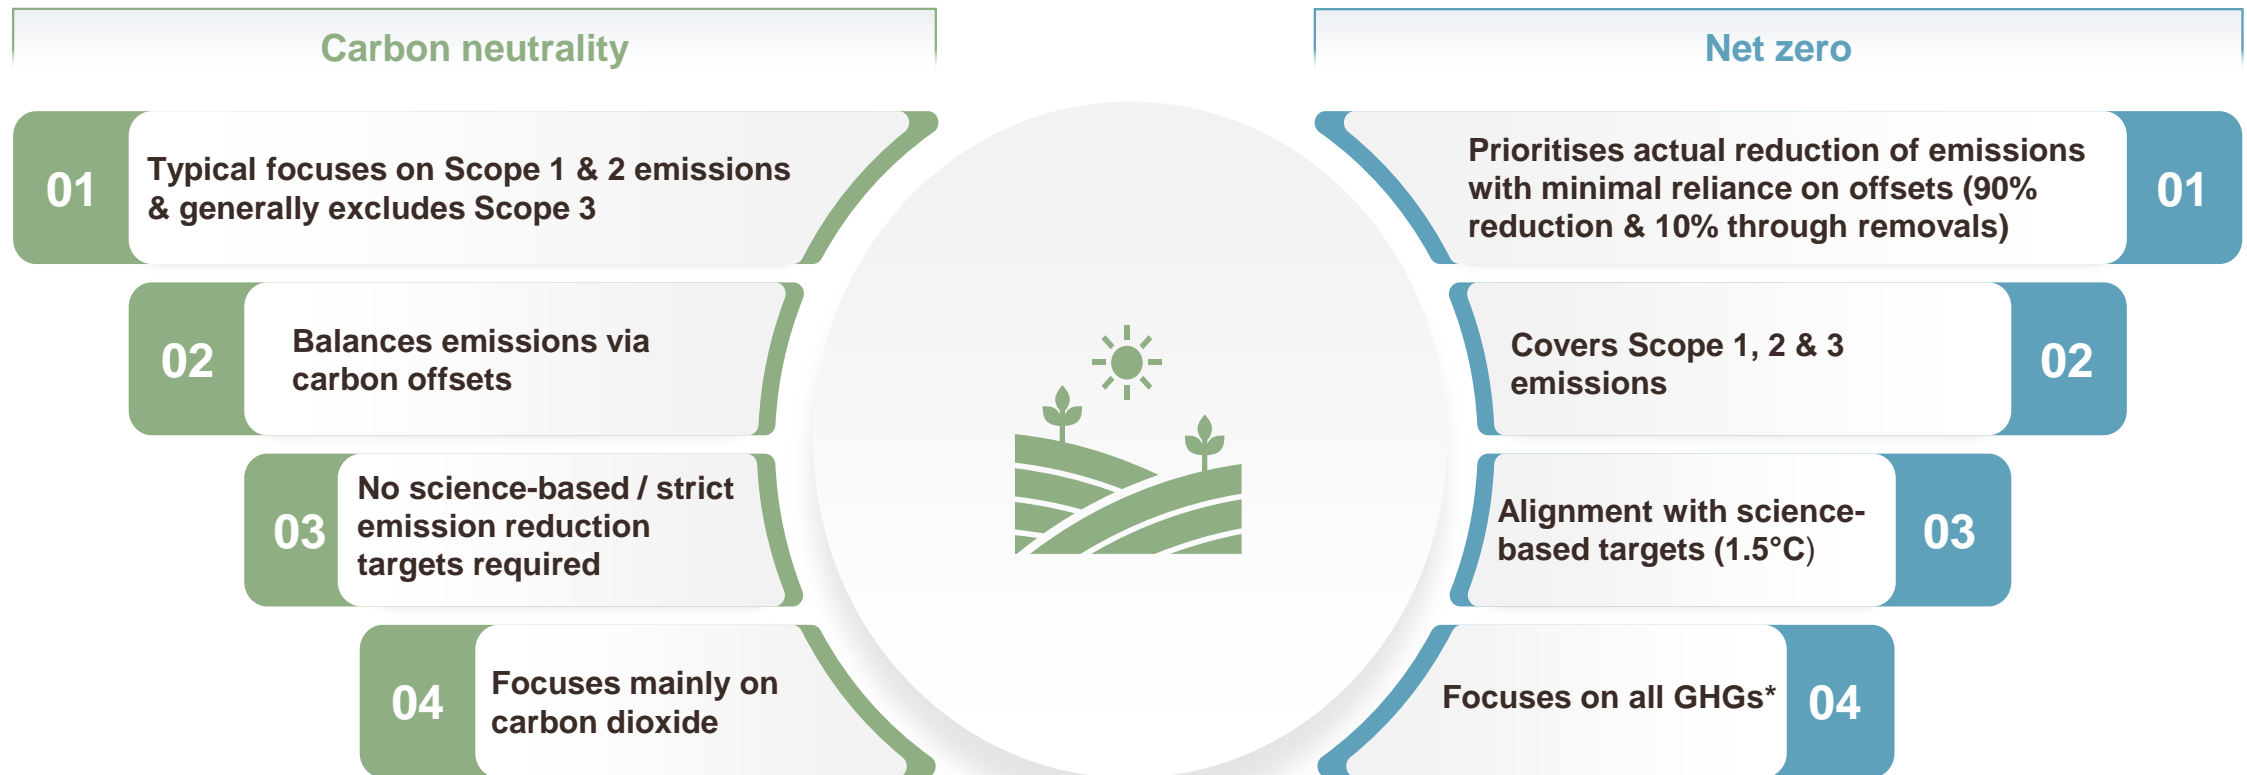 Carbon neutrality
01
Typical focuses on Scope 1 & 2 emissions
& generally excludes Scope 3
02
Balances emissions via
carbon offsets
03
No science-based / strict
emission reduction
targets required
04
Focuses mainly on
carbon dioxide
Net zero
Prioritises actual reduction of emissions
with minimal reliance on offsets (90%
reduction & 10% through removals)
01
Covers Scope 1, 2 & 3
emissions
02
Alignment with science-
based targets (1.5°C)
03
Focuses on all GHGs*
04